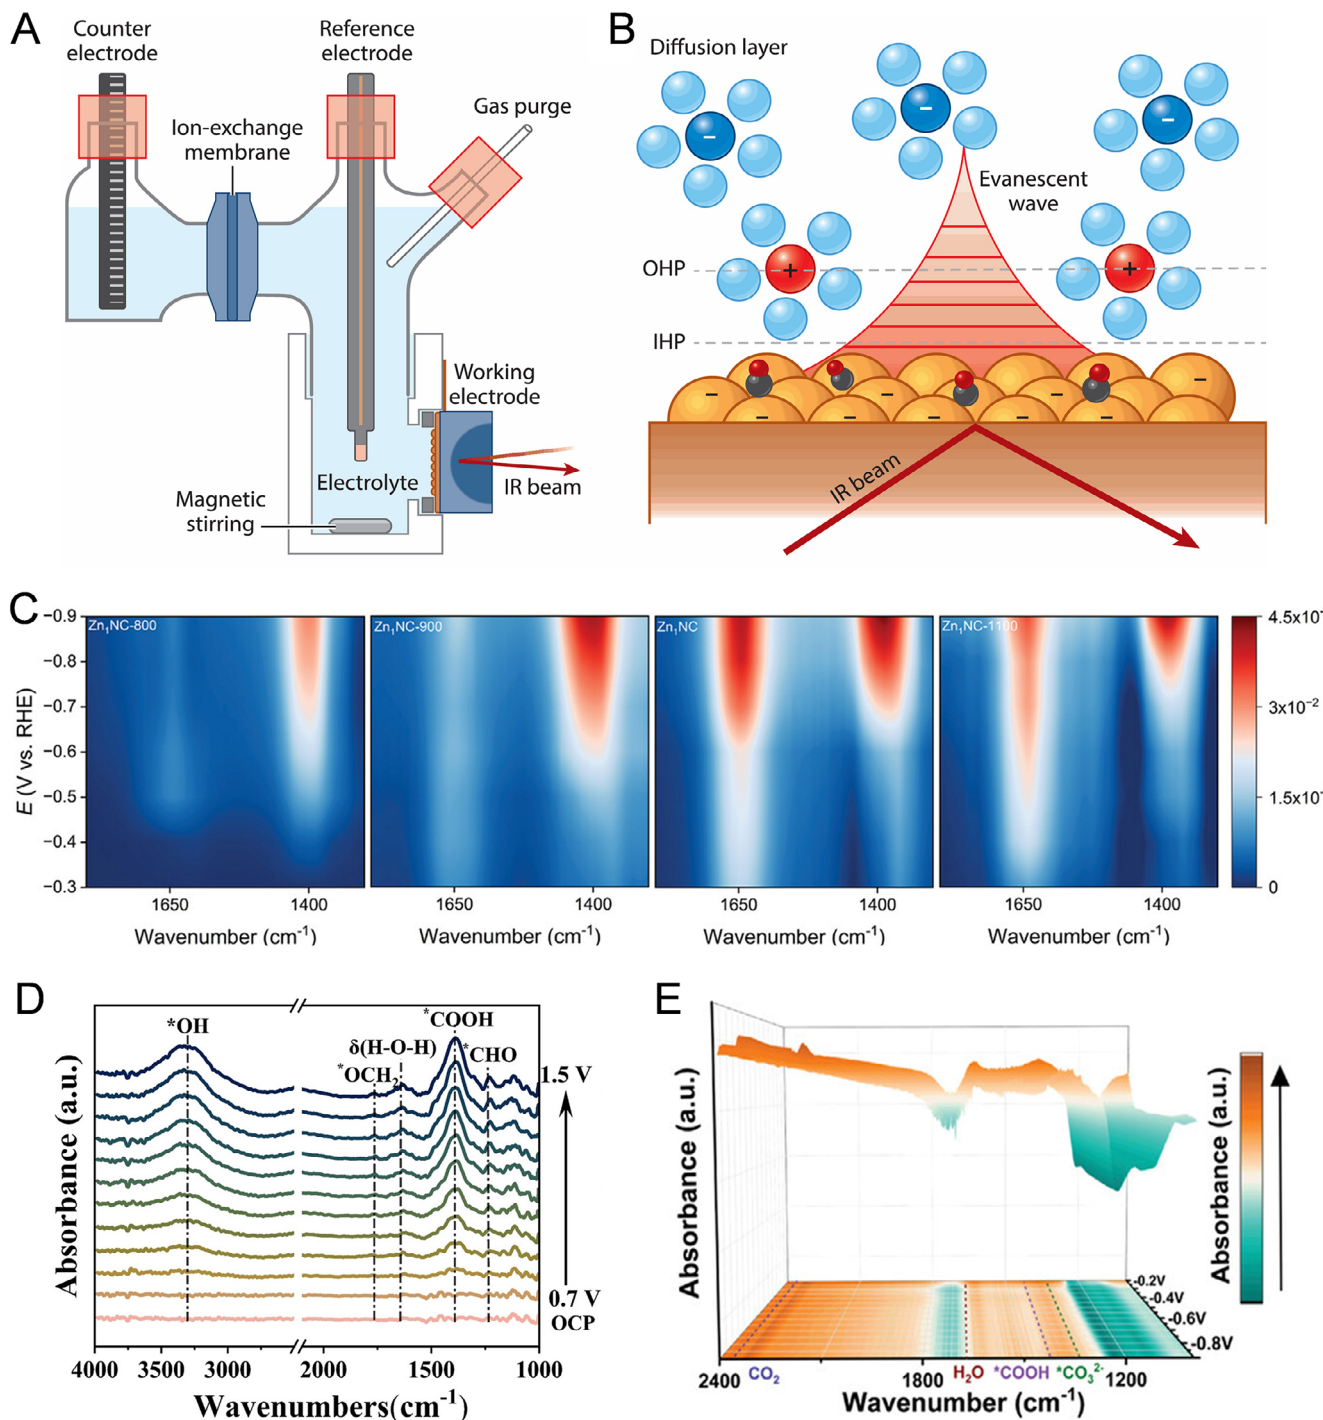 A
Counter
electrode
Reference
electrode
Gas purge
Ion-exchange
membrane
Working
electrode
Electrolyte
IR beam
Magnetic
stirring
B
Diffusion layer
−
−
−
Evanescent
wave
OHP
+
+
IHP
− − − − − −
IR beam
C
E (V vs. RHE)
−0.9
−0.8
−0.7
−0.6
−0.5
−0.4
−0.3
Zn1NC-800
Zn1NC-900
Zn1NC
Zn1NC-1100
4.5x10-
3x10-2
1.5x10-
0
1650 1400
1650 1400
1650 1400
1650 1400
Wavenumber (cm-1)
Wavenumber (cm-1)
Wavenumber (cm-1)
Wavenumber (cm-1)
D
Absorbance (a.u.)
*OH
*COOH
δ(H-O-H)
*CHO
*OCH2
1.5 V
0.7 V
OCP
4000 3500 3000 2000 1500 1000
Wavenumbers(cm-1)
E
Absorbance (a.u.)
Absorbance (a.u.)
-0.2V
-0.4V
-0.6V
-0.8V
CO2
H2O
*COOH
*CO32-
2400 1800 1200
Wavenumber (cm-1)